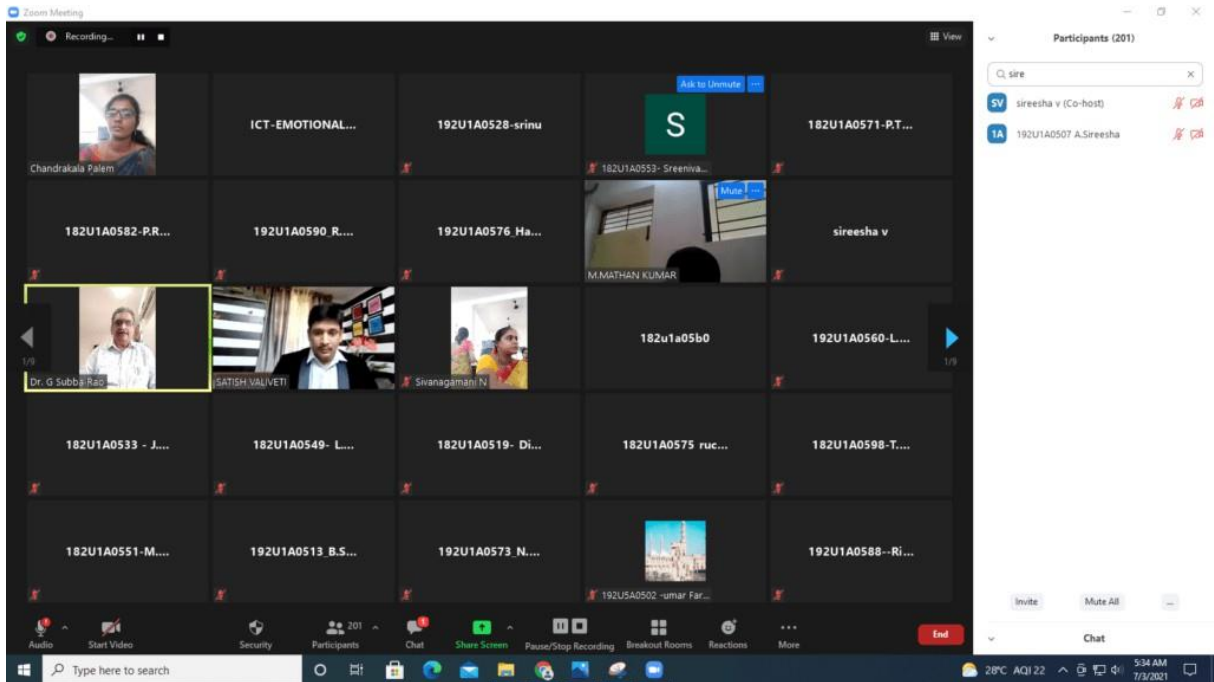 Zoom Meeting
Recording...
View
Chandrakala Palem
ICT-EMOTIONAL...
192U1A0528-srinu
Ask to Unmute ...
S
182U1A0553- Sreeniva...
182U1A0571-P.T...
182U1A0582-P.R...
192U1A0590_R....
192U1A0576_Ha...
Mute ...
M.MATHAN KUMAR
sireesha v
1/9
Dr. G Subba Rao
SATISH VALIVETI
Sivanagamani N
182u1a05b0
192U1A0560-L....
1/9
182U1A0533 - J....
182U1A0549- L....
182U1A0519- Di...
182U1A0575 ruc...
182U1A0598-T....
182U1A0551-M....
192U1A0513_B.S...
192U1A0573_N....
192U5A0502 -umar Far...
192U1A0588--Ri...
Audio
Start Video
Security
201
Participants
1
Chat
Share Screen
Pause/Stop Recording
Breakout Rooms
Reactions
More
End
Participants (201)
sire
SV sireesha v (Co-host)
1A 192U1A0507 A.Sireesha
Invite Mute All ...
Chat
Type here to search
28°C AQI 22
5:34 AM
7/3/2021